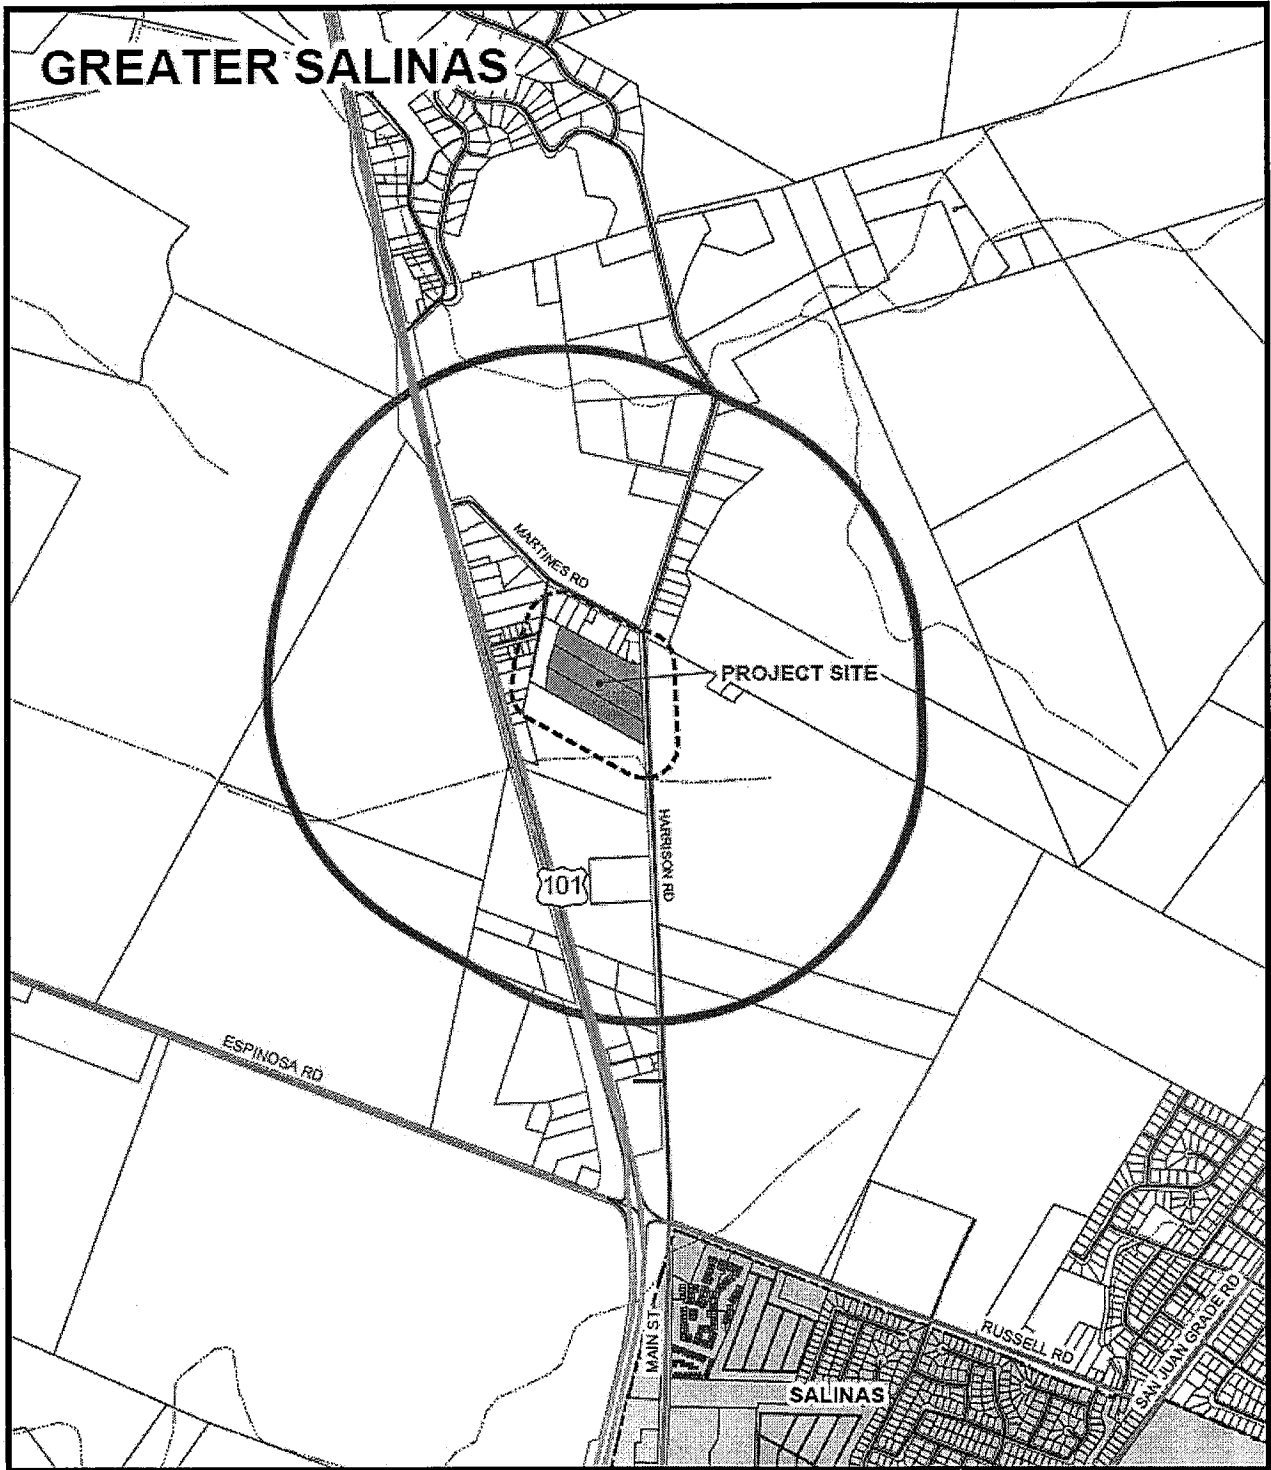 GREATER SALINAS
MARTINES RD
PROJECT SITE
HARRISON RD
101
ESPINOSA RD
MAIN ST
RUSSELL RD
SAN JUAN GRADE RD
SALINAS